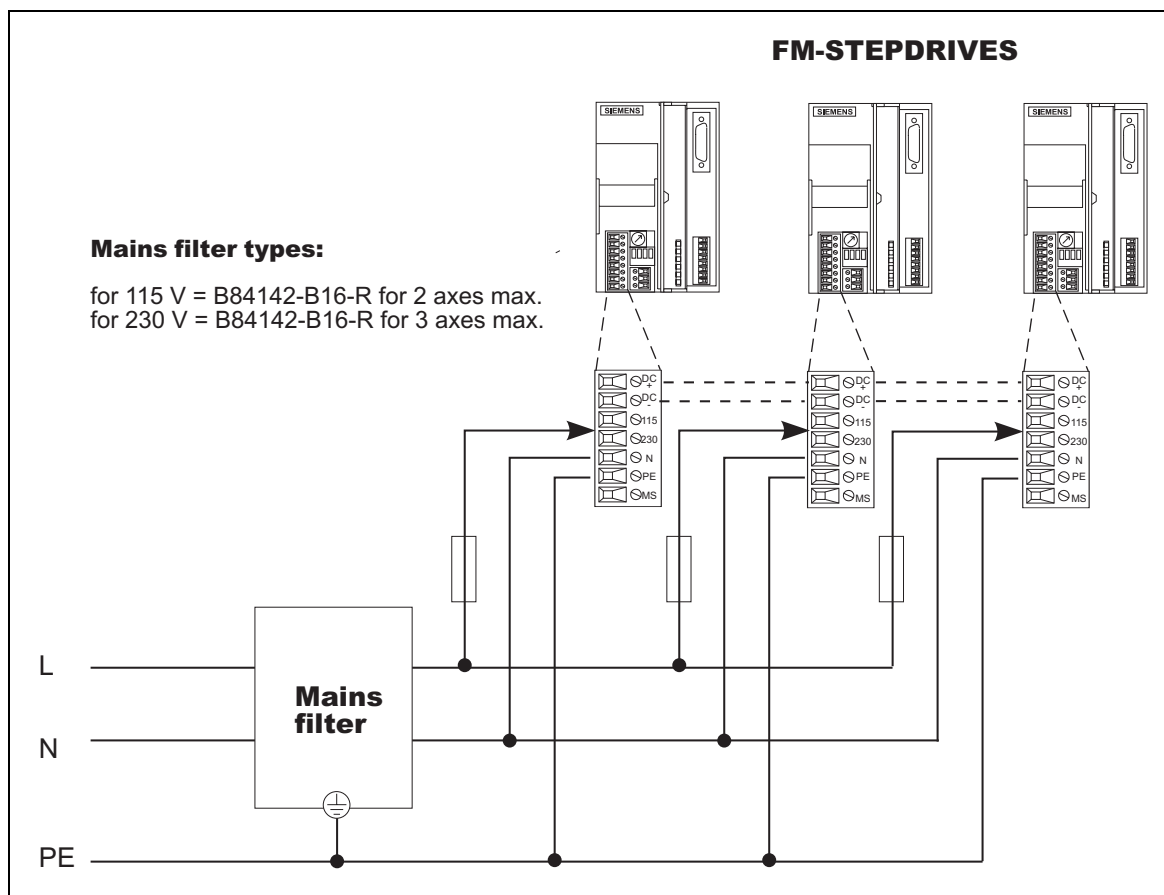 FM-STEPDRIVES
SIEMENS
SIEMENS
SIEMENS
Mains filter types:
for 115 V = B84142-B16-R for 2 axes max.
for 230 V = B84142-B16-R for 3 axes max.
DC
+
DC
-
115
230
N
PE
MS
DC
+
DC
-
115
230
N
PE
MS
DC
+
DC
-
115
230
N
PE
MS
L
Mains
filter
N
PE